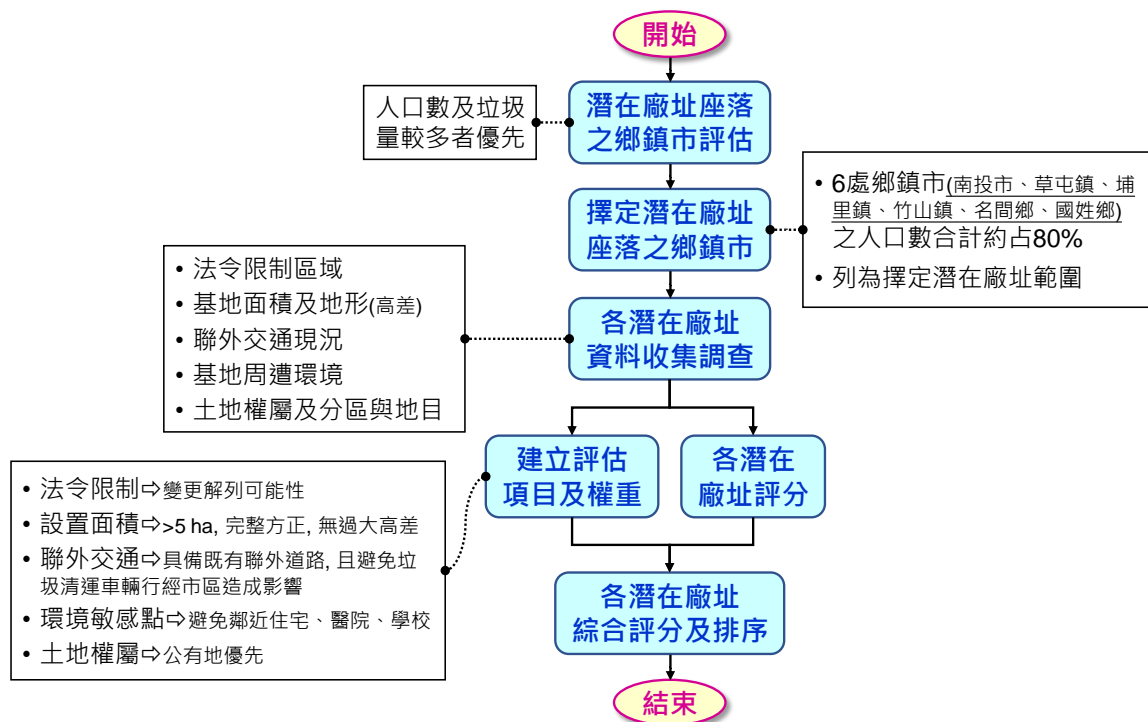 開始
人口數及垃圾
量較多者優先
潛在廠址座落
之鄉鎮市評估
• 6處鄉鎮市(南投市、草屯鎮、埔
里鎮、竹山鎮、名間鄉、國姓鄉)
之人口數合計約占80%
• 列為擇定潛在廠址範圍
擇定潛在廠址
座落之鄉鎮市
• 法令限制區域
• 基地面積及地形(高差)
• 聯外交通現況
• 基地周遭環境
• 土地權屬及分區與地目
各潛在廠址
資料收集調查
建立評估
項目及權重
各潛在
廠址評分
• 法令限制⇨變更解列可能性
• 設置面積⇨>5 ha, 完整方正, 無過大高差
• 聯外交通⇨具備既有聯外道路, 且避免垃
圾清運車輛行經市區造成影響
• 環境敏感點⇨避免鄰近住宅、醫院、學校
• 土地權屬⇨公有地優先
各潛在廠址
綜合評分及排序
結束